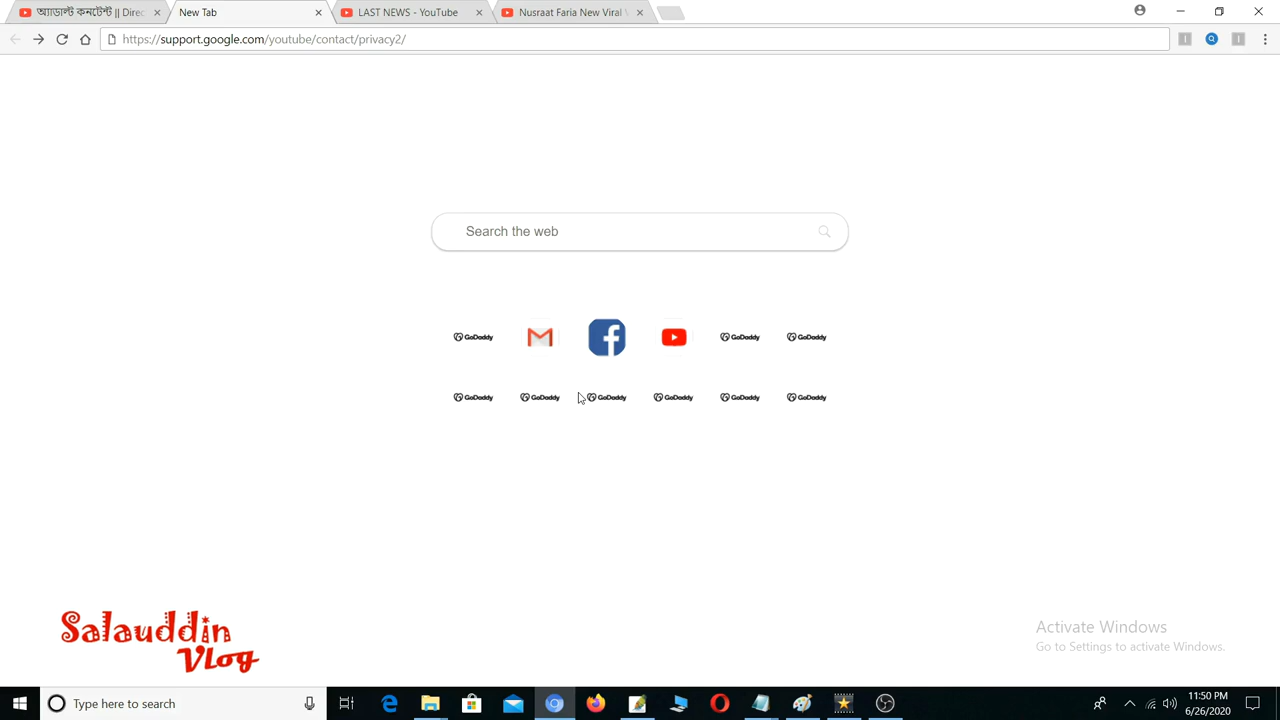 অ্যাডাল্ট কনটেন্ট || Direc
New Tab
LAST NEWS - YouTube
Nusraat Faria New Viral V
https://support.google.com/youtube/contact/privacy2/
Search the web
GoDaddy
GoDaddy
GoDaddy
GoDaddy
GoDaddy
GoDaddy
GoDaddy
GoDaddy
GoDaddy
Salauddin
Vlog
Activate Windows
Go to Settings to activate Windows.
Type here to search
11:50 PM
6/26/2020